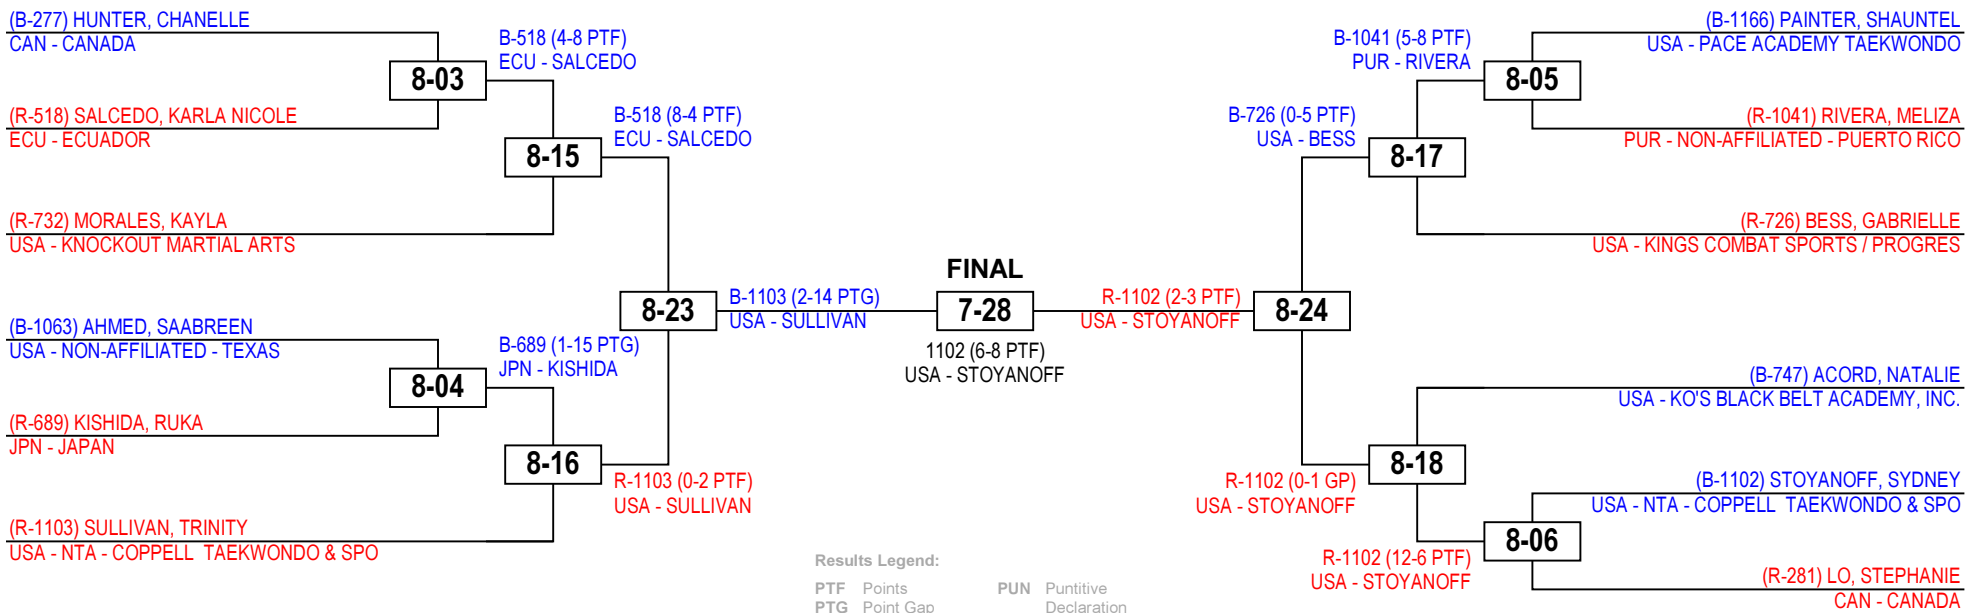 (B-277) HUNTER, CHANELLE
CAN - CANADA
8-03
(R-518) SALCEDO, KARLA NICOLE
ECU - ECUADOR
B-518 (4-8 PTF)
ECU - SALCEDO
8-15
B-518 (8-4 PTF)
ECU - SALCEDO
(R-732) MORALES, KAYLA
USA - KNOCKOUT MARTIAL ARTS
8-23
B-1103 (2-14 PTG)
USA - SULLIVAN
(B-1063) AHMED, SAABREEN
USA - NON-AFFILIATED - TEXAS
8-04
(R-689) KISHIDA, RUKA
JPN - JAPAN
B-689 (1-15 PTG)
JPN - KISHIDA
8-16
R-1103 (0-2 PTF)
USA - SULLIVAN
(R-1103) SULLIVAN, TRINITY
USA - NTA - COPPELL  TAEKWONDO & SPO
FINAL
7-28
1102 (6-8 PTF)
USA - STOYANOFF
(B-1166) PAINTER, SHAUNTEL
USA - PACE ACADEMY TAEKWONDO
B-1041 (5-8 PTF)
PUR - RIVERA
8-05
(R-1041) RIVERA, MELIZA
PUR - NON-AFFILIATED - PUERTO RICO
B-726 (0-5 PTF)
USA - BESS
8-17
(R-726) BESS, GABRIELLE
USA - KINGS COMBAT SPORTS / PROGRES
R-1102 (2-3 PTF)
USA - STOYANOFF
8-24
(B-747) ACORD, NATALIE
USA - KO'S BLACK BELT ACADEMY, INC.
8-18
R-1102 (0-1 GP)
USA - STOYANOFF
(B-1102) STOYANOFF, SYDNEY
USA - NTA - COPPELL  TAEKWONDO & SPO
8-06
R-1102 (12-6 PTF)
USA - STOYANOFF
(R-281) LO, STEPHANIE
CAN - CANADA
Results Legend:
PTF Points PUN Puntitive
PTG Point Gap Declaration